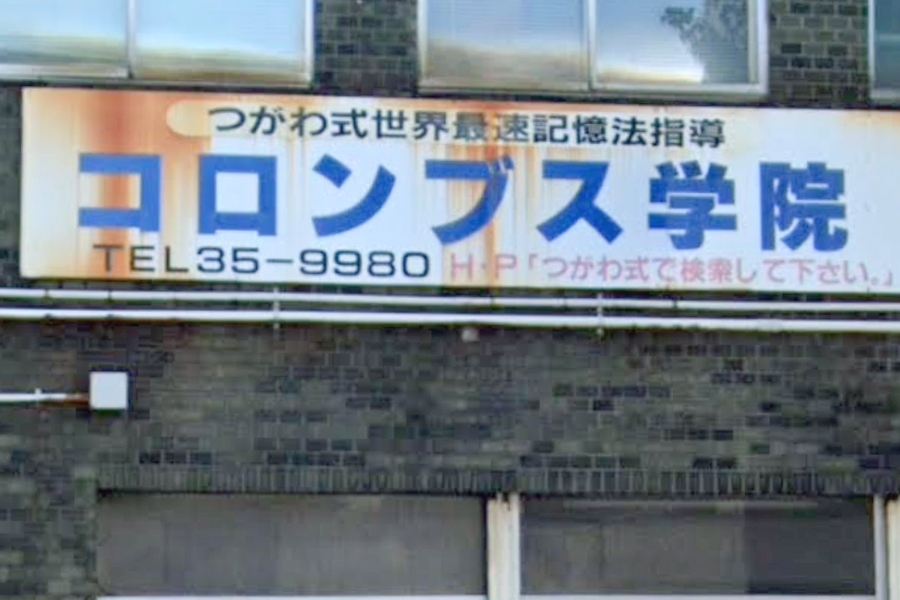 つがわ式世界最速記憶法指導
コロンブス学院
TEL35-9980 H・P「つがわ式で検索して下さい。」